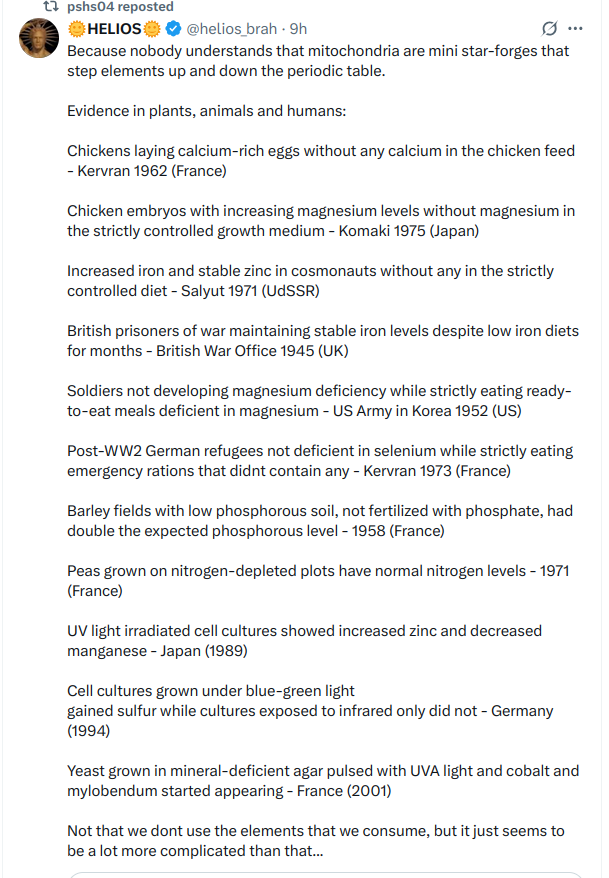 pshs04 reposted
🌞HELIOS🌞 @helios_brah · 9h
Because nobody understands that mitochondria are mini star-forges that
step elements up and down the periodic table.
Evidence in plants, animals and humans:
Chickens laying calcium-rich eggs without any calcium in the chicken feed
- Kervran 1962 (France)
Chicken embryos with increasing magnesium levels without magnesium in
the strictly controlled growth medium - Komaki 1975 (Japan)
Increased iron and stable zinc in cosmonauts without any in the strictly
controlled diet - Salyut 1971 (UdSSR)
British prisoners of war maintaining stable iron levels despite low iron diets
for months - British War Office 1945 (UK)
Soldiers not developing magnesium deficiency while strictly eating ready-
to-eat meals deficient in magnesium - US Army in Korea 1952 (US)
Post-WW2 German refugees not deficient in selenium while strictly eating
emergency rations that didnt contain any - Kervran 1973 (France)
Barley fields with low phosphorous soil, not fertilized with phosphate, had
double the expected phosphorous level - 1958 (France)
Peas grown on nitrogen-depleted plots have normal nitrogen levels - 1971
(France)
UV light irradiated cell cultures showed increased zinc and decreased
manganese - Japan (1989)
Cell cultures grown under blue-green light
gained sulfur while cultures exposed to infrared only did not - Germany
(1994)
Yeast grown in mineral-deficient agar pulsed with UVA light and cobalt and
mylobendum started appearing - France (2001)
Not that we dont use the elements that we consume, but it just seems to
be a lot more complicated than that...